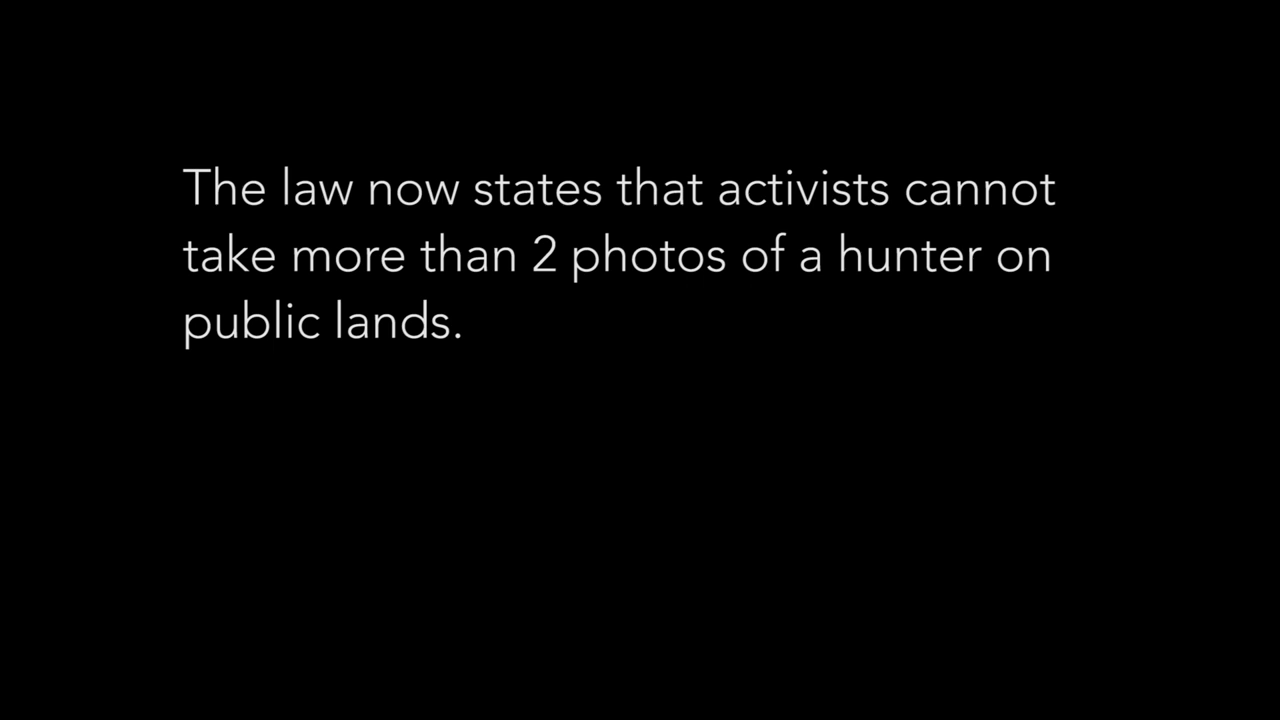 The law now states that activists cannot
take more than 2 photos of a hunter on
public lands.